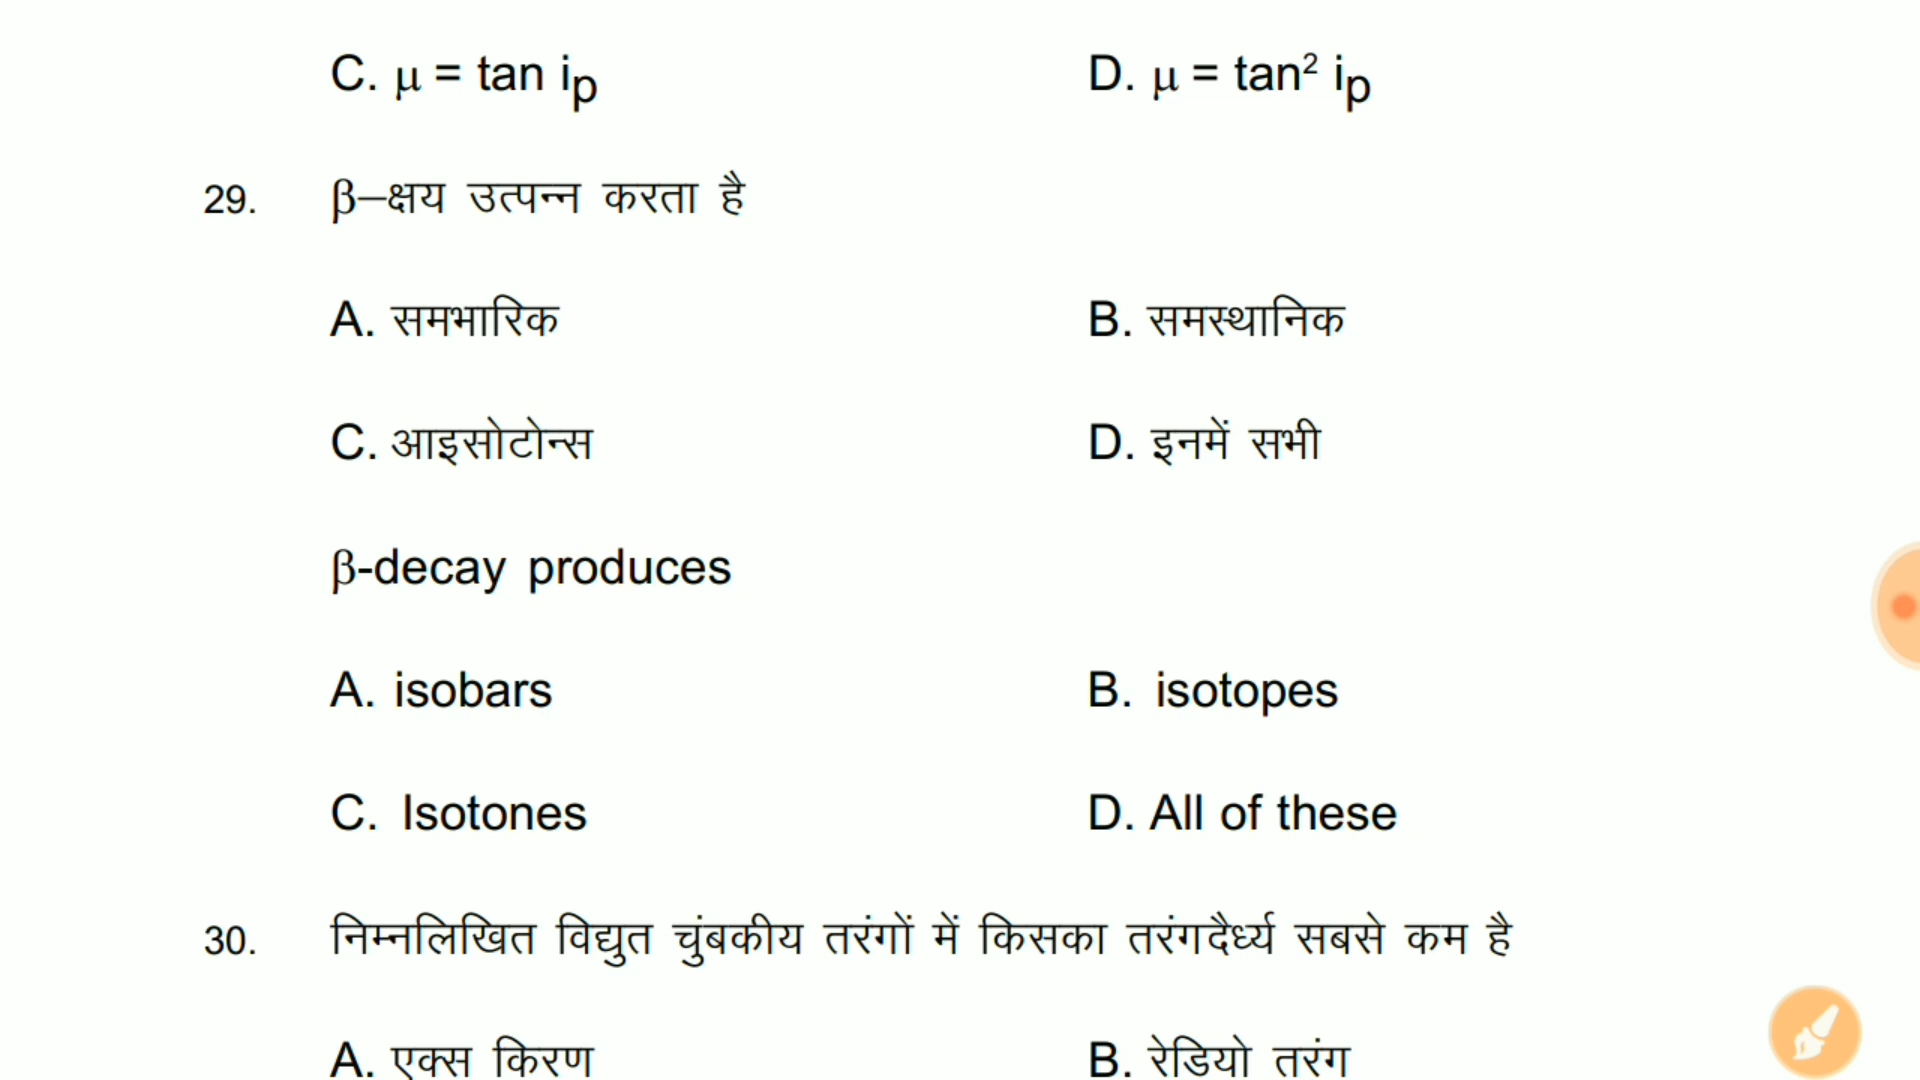 C. μ = tan iₚ D. μ = tan² iₚ
29. β–क्षय उत्पन्न करता है
A. समभारिक B. समस्थानिक
C. आइसोटोन्स D. इनमें सभी
β-decay produces
A. isobars B. isotopes
C. Isotones D. All of these
30. निम्नलिखित विद्युत चुंबकीय तरंगों में किसका तरंगदैर्ध्य सबसे कम है
A. एक्स किरण B. रेडियो तरंग